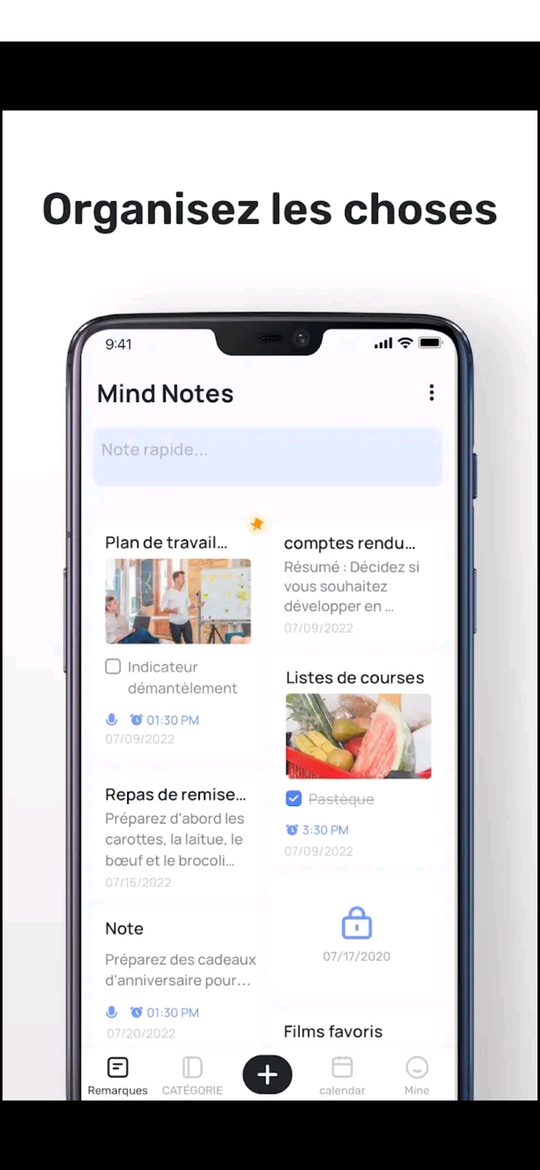 Organisez les choses
9:41
Mind Notes
Note rapide...
Plan de travail...
Indicateur
démantèlement
01:30 PM
07/09/2022
Repas de remise...
Préparez d'abord les
carottes, la laitue, le
bœuf et le brocoli...
07/15/2022
Note
Préparez des cadeaux
d'anniversaire pour...
01:30 PM
07/20/2022
comptes rendu...
Résumé : Décidez si
vous souhaitez
développer en ...
07/09/2022
Listes de courses
Pastèque
3:30 PM
07/09/2022
07/17/2020
Films favoris
Remarques
CATÉGORIE
calendar
Mine